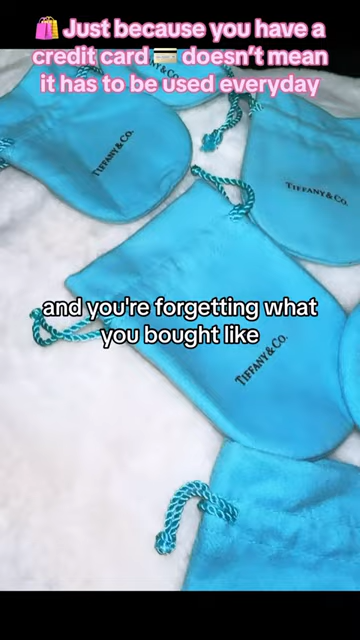 🛍️ Just because you have a
credit card 💳 doesn't mean
it has to be used everyday
& CO.
TIFFANY & CO.
TIFFANY & CO.
and you're forgetting what
you bought like
TIFFANY & CO.